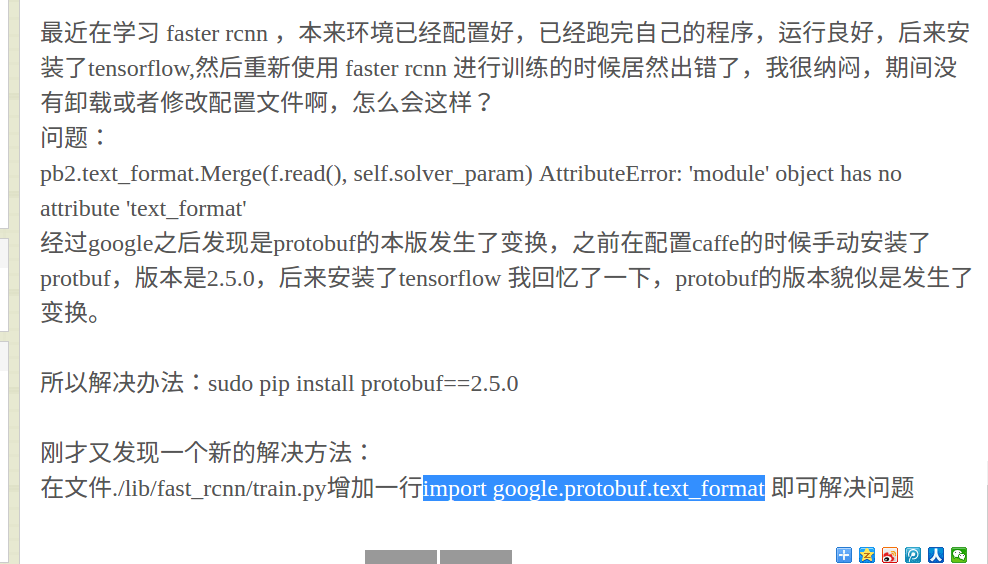 最近在学习 faster rcnn ，本来环境已经配置好，已经跑完自己的程序，运行良好，后来安
装了tensorflow,然后重新使用 faster rcnn 进行训练的时候居然出错了，我很纳闷，期间没
有卸载或者修改配置文件啊，怎么会这样？
问题：
pb2.text_format.Merge(f.read(), self.solver_param) AttributeError: 'module' object has no
attribute 'text_format'
经过google之后发现是protobuf的本版发生了变换，之前在配置caffe的时候手动安装了
protbuf，版本是2.5.0，后来安装了tensorflow 我回忆了一下，protobuf的版本貌似是发生了
变换。
所以解决办法：sudo pip install protobuf==2.5.0
刚才又发现一个新的解决方法：
在文件./lib/fast_rcnn/train.py增加一行import google.protobuf.text_format 即可解决问题